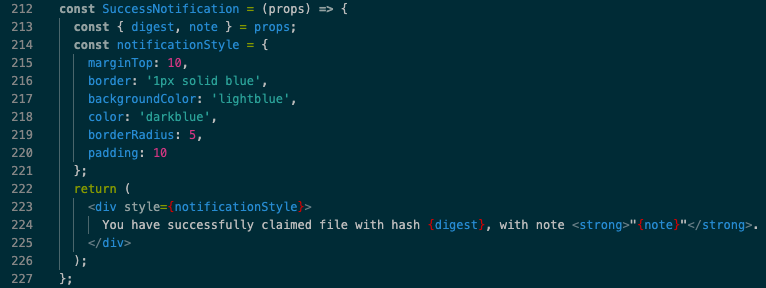 212 const SuccessNotification = (props) => {
213 const { digest, note } = props;
214 const notificationStyle = {
215 marginTop: 10,
216 border: '1px solid blue',
217 backgroundColor: 'lightblue',
218 color: 'darkblue',
219 borderRadius: 5,
220 padding: 10
221 };
222 return (
223 <div style={notificationStyle}>
224 You have successfully claimed file with hash {digest}, with note <strong>"{note}"</strong>.
225 </div>
226 );
227 };